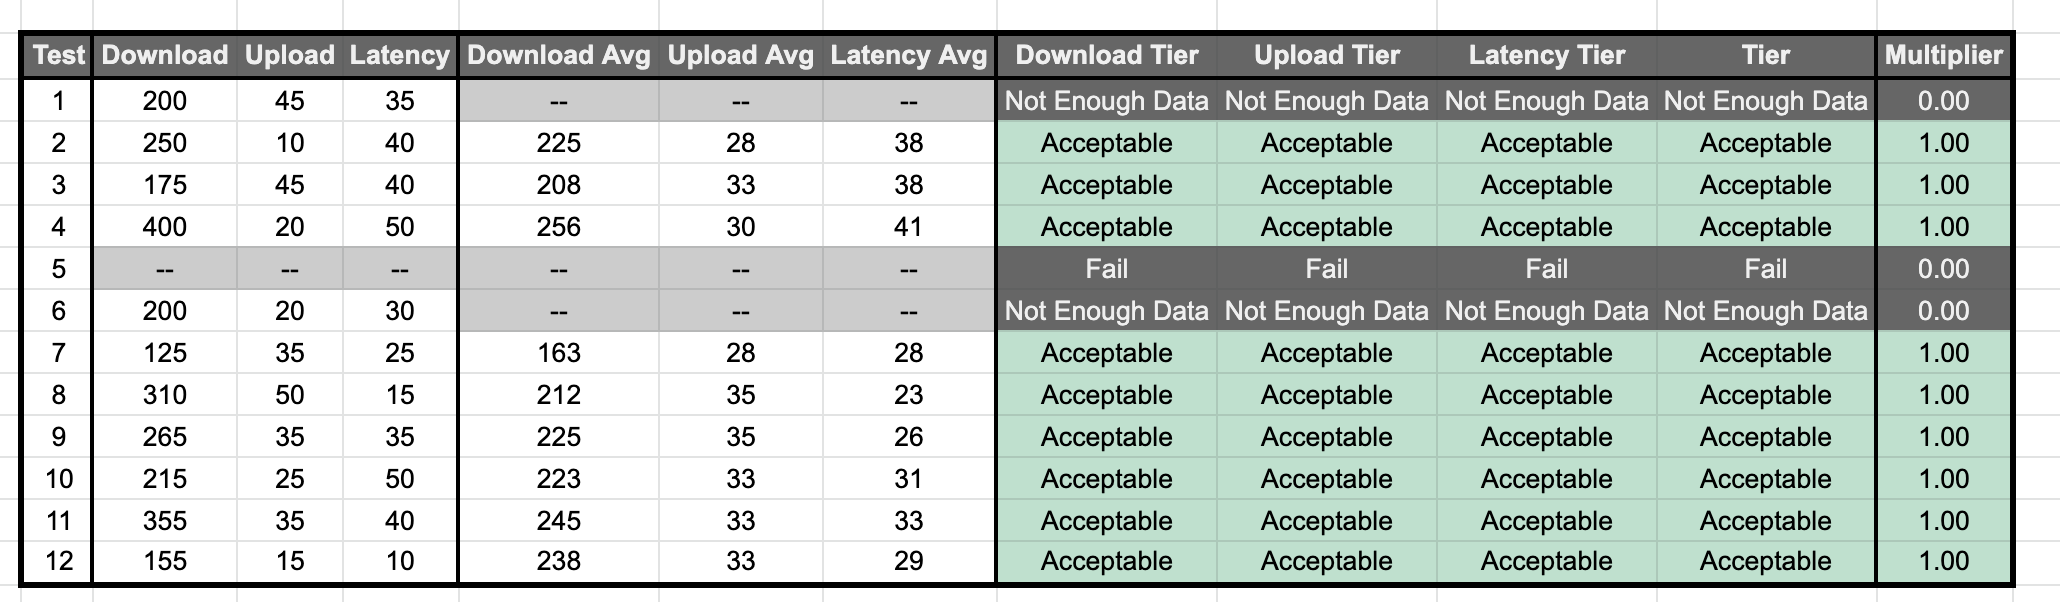 Test Download Upload Latency Download Avg Upload Avg Latency Avg Download Tier Upload Tier Latency Tier Tier Multiplier
1 200 45 35 -- -- -- Not Enough Data Not Enough Data Not Enough Data Not Enough Data 0.00
2 250 10 40 225 28 38 Acceptable Acceptable Acceptable Acceptable 1.00
3 175 45 40 208 33 38 Acceptable Acceptable Acceptable Acceptable 1.00
4 400 20 50 256 30 41 Acceptable Acceptable Acceptable Acceptable 1.00
5 -- -- -- -- -- -- Fail Fail Fail Fail 0.00
6 200 20 30 -- -- -- Not Enough Data Not Enough Data Not Enough Data Not Enough Data 0.00
7 125 35 25 163 28 28 Acceptable Acceptable Acceptable Acceptable 1.00
8 310 50 15 212 35 23 Acceptable Acceptable Acceptable Acceptable 1.00
9 265 35 35 225 35 26 Acceptable Acceptable Acceptable Acceptable 1.00
10 215 25 50 223 33 31 Acceptable Acceptable Acceptable Acceptable 1.00
11 355 35 40 245 33 33 Acceptable Acceptable Acceptable Acceptable 1.00
12 155 15 10 238 33 29 Acceptable Acceptable Acceptable Acceptable 1.00